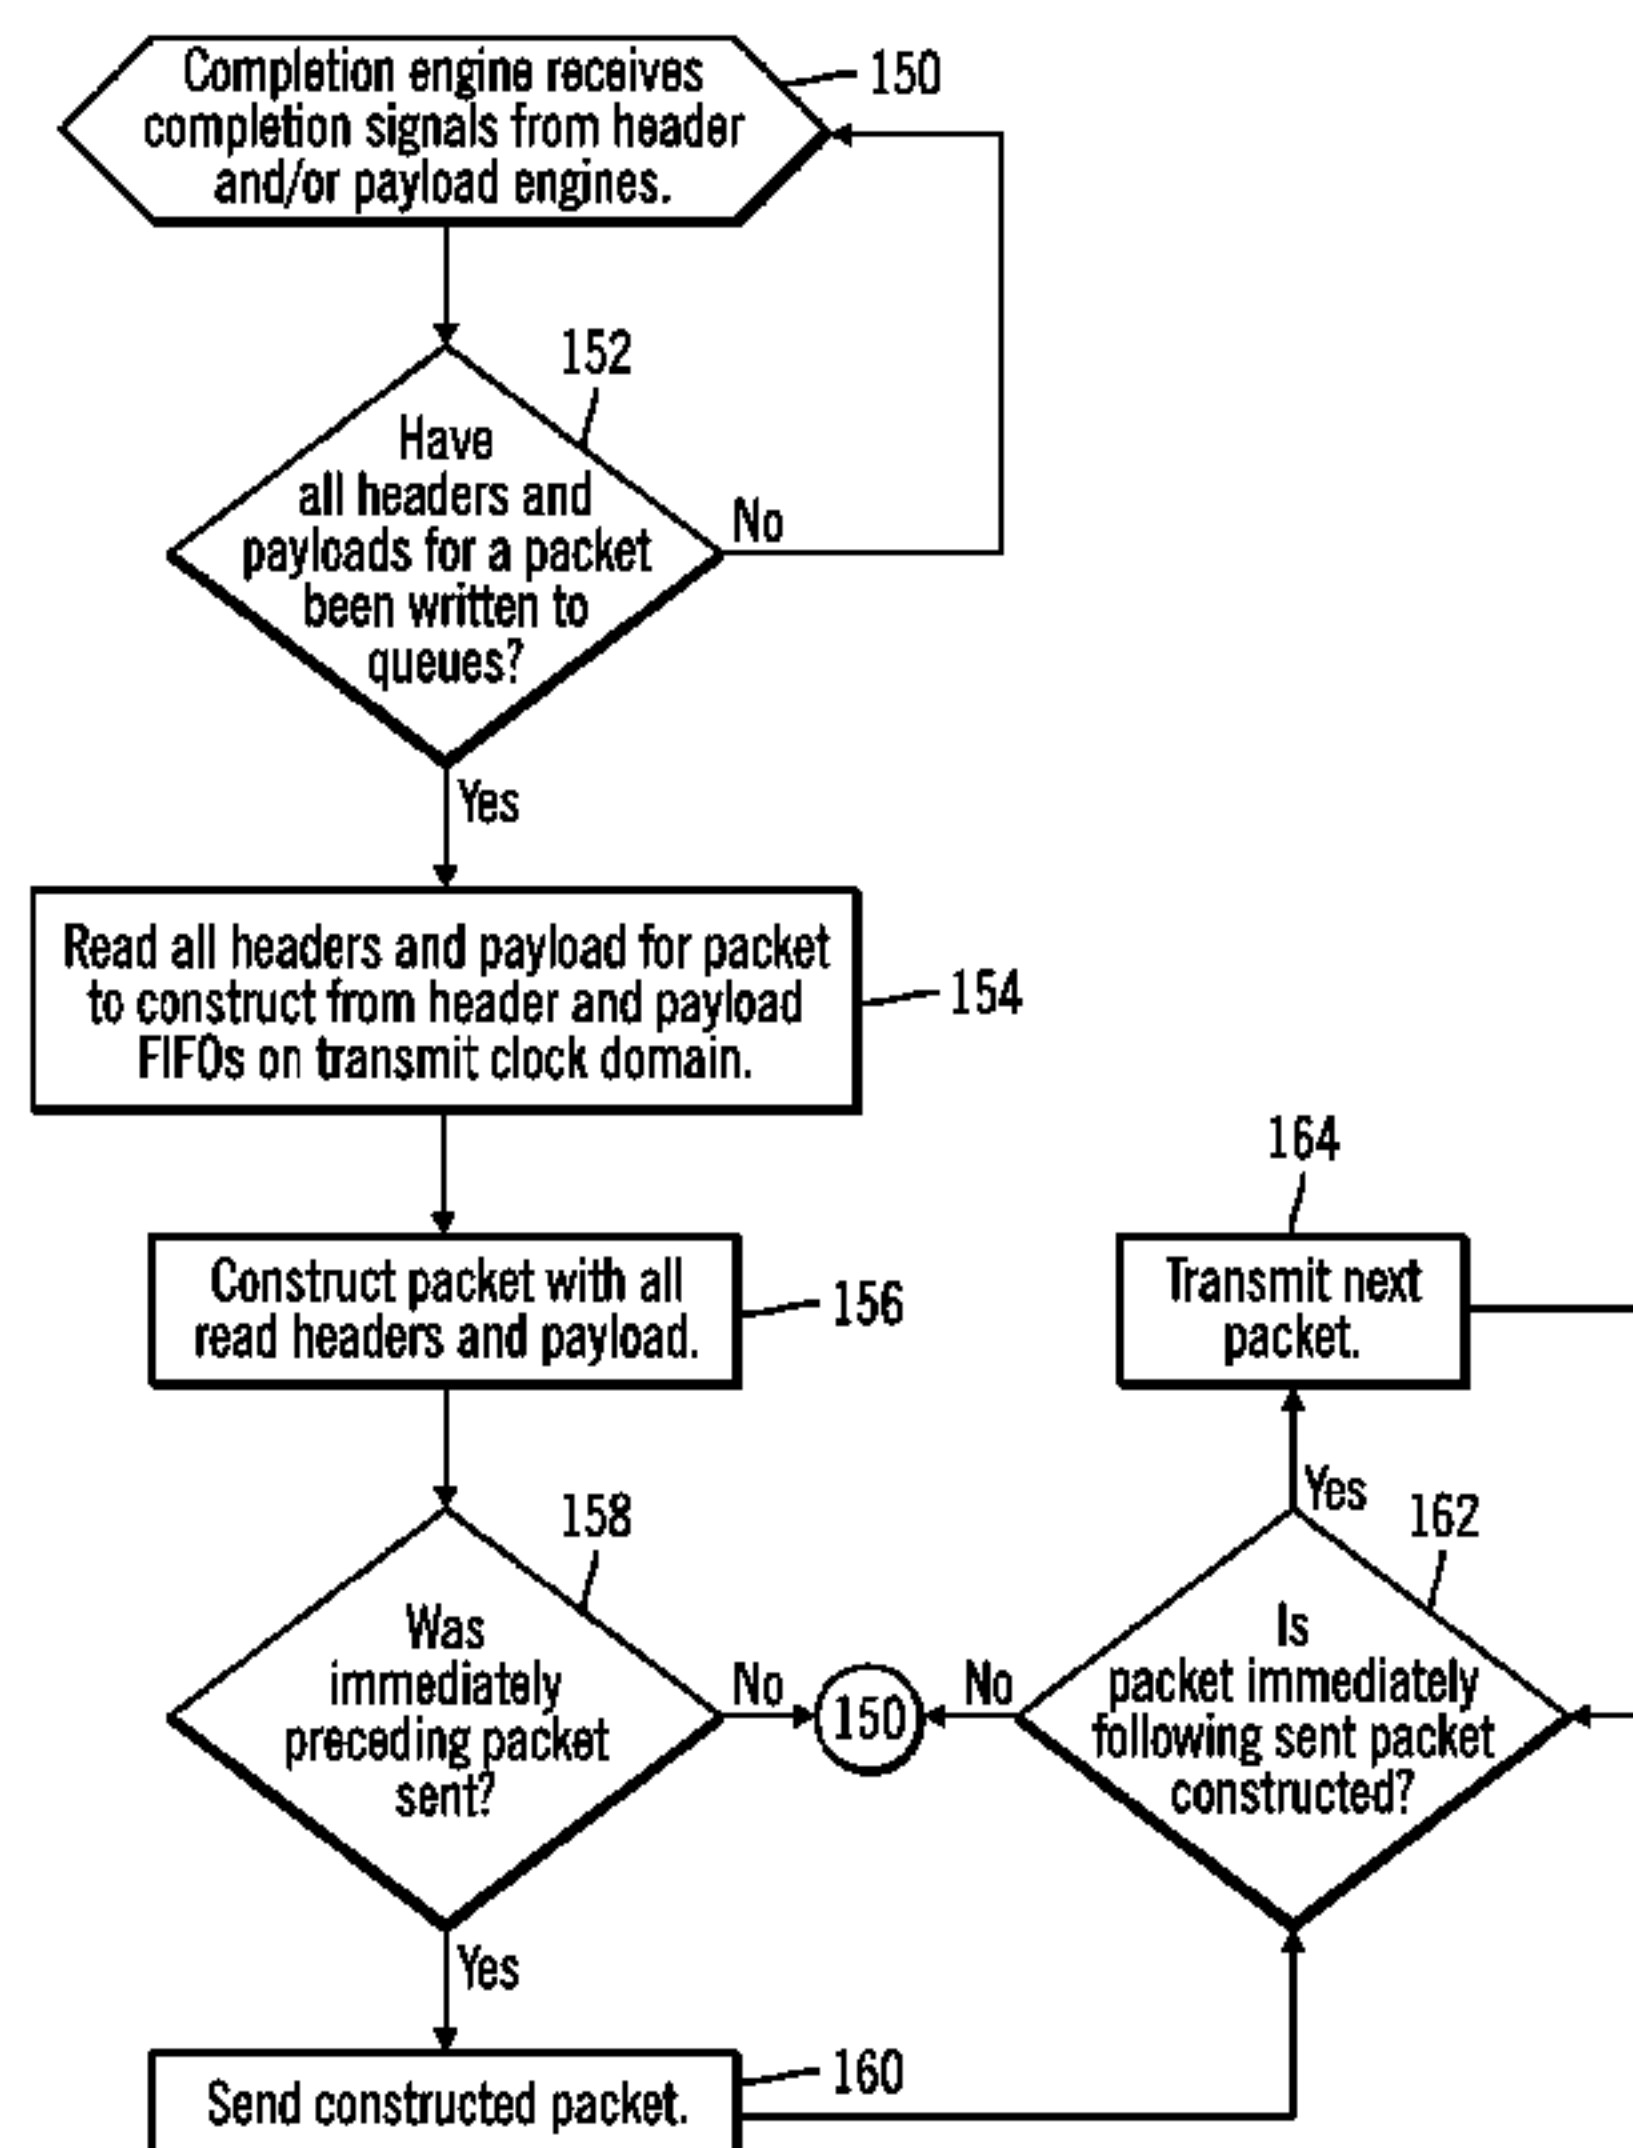 Completion engine receives
completion signals from header
and/or payload engines.
150
152
Have
all headers and
payloads for a packet
been written to
queues?
No
Yes
Read all headers and payload for packet
to construct from header and payload
FIFOs on transmit clock domain.
154
Construct packet with all
read headers and payload.
156
158
Was
immediately
preceding packet
sent?
No
150
Yes
Send constructed packet.
160
164
Transmit next
packet.
Yes
162
Is
packet immediately
following sent packet
constructed?
No